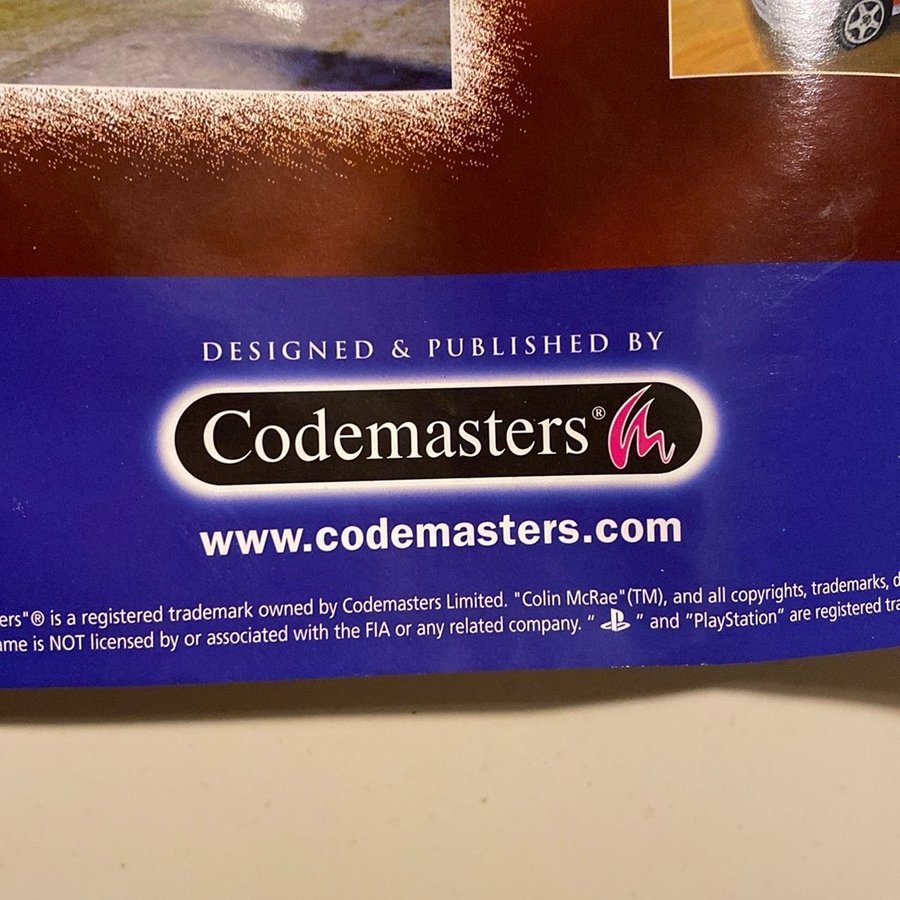 DESIGNED & PUBLISHED BY
Codemasters®
www.codemasters.com
ers"® is a registered trademark owned by Codemasters Limited. "Colin McRae"(TM), and all copyrights, trademarks, d
ame is NOT licensed by or associated with the FIA or any related company. " " and "PlayStation" are registered tra